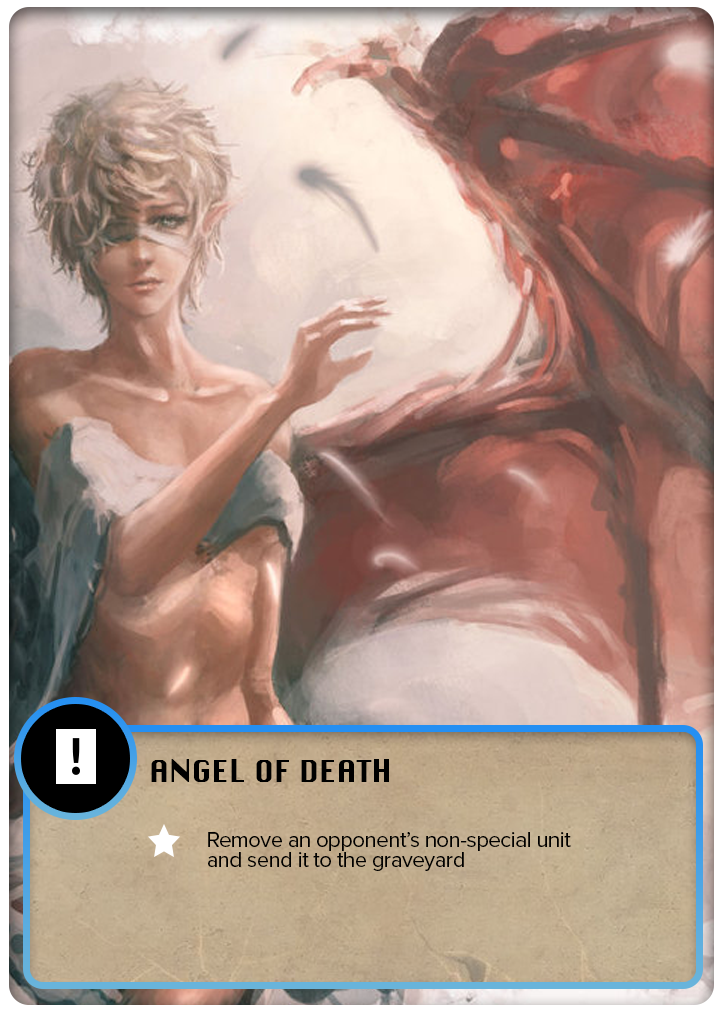 !
ANGEL OF DEATH
Remove an opponent’s non-special unit
and send it to the graveyard